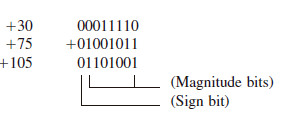 +30 00011110
+75 +01001011
+105 01101001
(Magnitude bits)
(Sign bit)